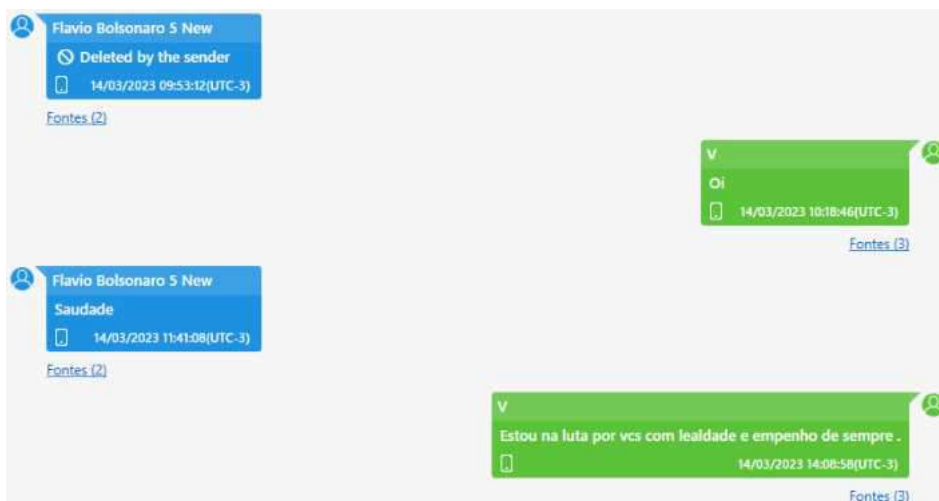 Flavio Bolsonaro 5 New
Deleted by the sender
14/03/2023 09:53:12(UTC-3)
Fontes (2)
V
Oi
14/03/2023 10:18:46(UTC-3)
Fontes (3)
Flavio Bolsonaro 5 New
Saudade
14/03/2023 11:41:08(UTC-3)
Fontes (2)
V
Estou na luta por vcs com lealdade e empenho de sempre .
14/03/2023 14:08:58(UTC-3)
Fontes (3)